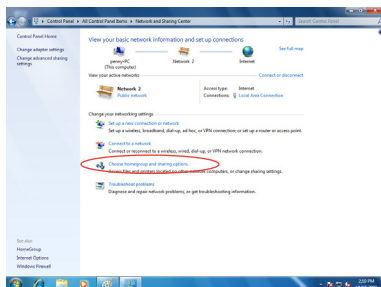 Control Panel ▸ All Control Panel Items ▸ Network and Sharing Center
Search Control Panel
Control Panel Home
Change adapter settings
Change advanced sharing
settings
View your basic network information and set up connections
See full map
penny-PC
(This computer)
Network 2
Internet
View your active networks
Connect or disconnect
Network 2
Public network
Access type: Internet
Connections: Local Area Connection
Change your networking settings
Set up a new connection or network
Set up a wireless, broadband, dial-up, ad hoc, or VPN connection; or set up a router or access point.
Connect to a network
Connect or reconnect to a wireless, wired, dial-up, or VPN network connection.
Choose homegroup and sharing options
Access files and printers located on other network computers, or change sharing settings.
Troubleshoot problems
Diagnose and repair network problems, or get troubleshooting information.
See also
HomeGroup
Internet Options
Windows Firewall
2:50 PM